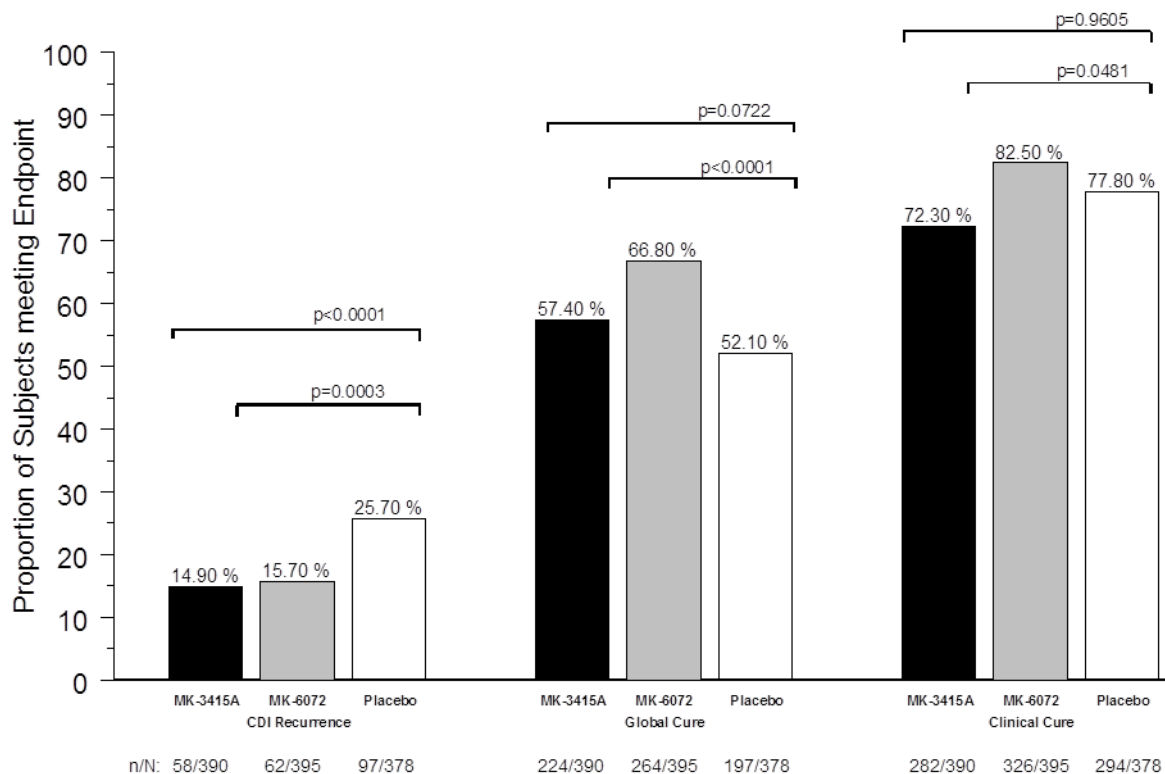 p=0.9605
p=0.0481
p=0.0722
p<0.0001
p<0.0001
p=0.0003
Proportion of Subjects meeting Endpoint
100
90
80
70
60
50
40
30
20
10
0
14.90 %
15.70 %
25.70 %
57.40 %
66.80 %
52.10 %
72.30 %
82.50 %
77.80 %
MK-3415A MK-6072 Placebo MK-3415A MK-6072 Placebo MK-3415A MK-6072 Placebo
CDI Recurrence Global Cure Clinical Cure
n/N: 58/390 62/395 97/378 224/390 264/395 197/378 282/390 326/395 294/378